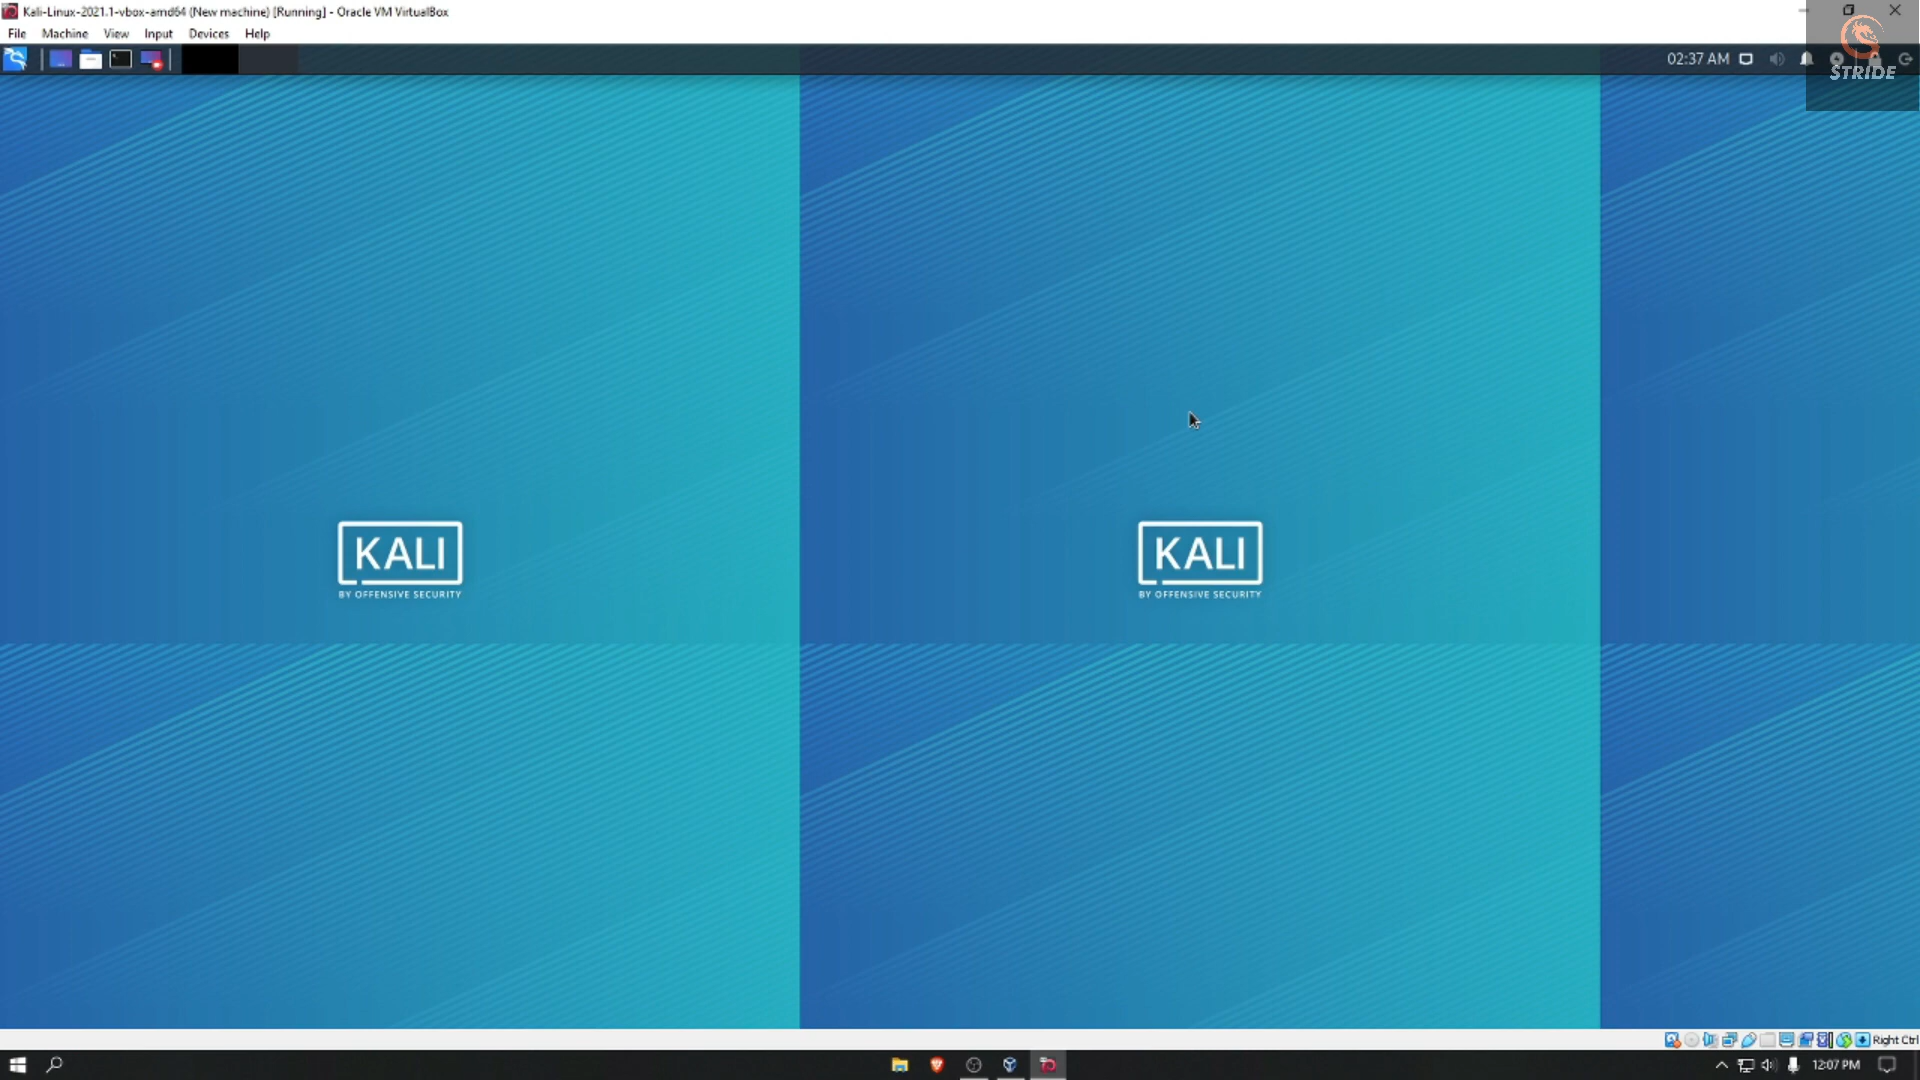 Kali-Linux-2021.1-vbox-amd64 (New machine) [Running] - Oracle VM VirtualBox
File Machine View Input Devices Help
02:37 AM
STRIDE
KALI
BY OFFENSIVE SECURITY
KALI
BY OFFENSIVE SECURITY
Right Ctrl
12:07 PM